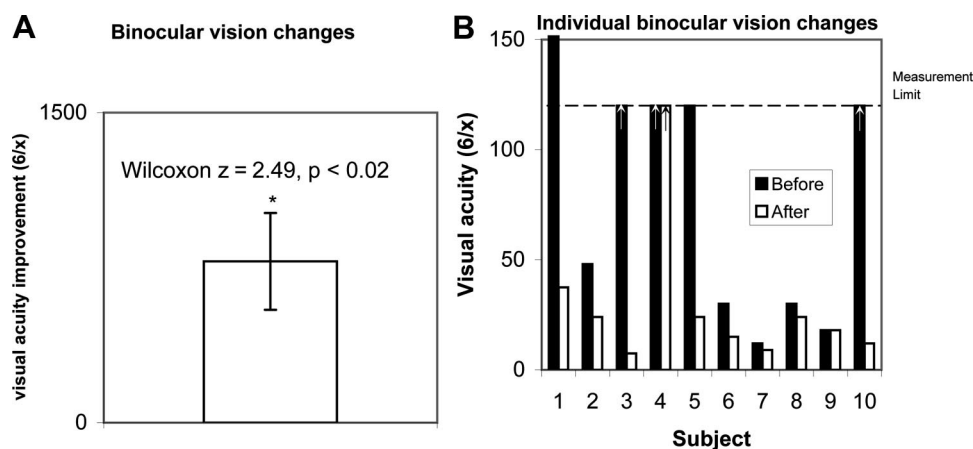 A
Binocular vision changes
visual acuity improvement (6/x)
1500
Wilcoxon z = 2.49, p < 0.02
*
0
B
Individual binocular vision changes
Visual acuity (6/x)
150
100
50
0
Measurement
Limit
Before
After
1 2 3 4 5 6 7 8 9 10
Subject